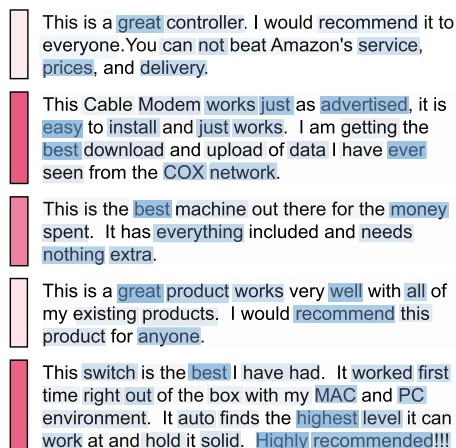 This is a great controller. I would recommend it to
everyone.You can not beat Amazon's service,
prices, and delivery.
This Cable Modem works just as advertised, it is
easy to install and just works. I am getting the
best download and upload of data I have ever
seen from the COX network.
This is the best machine out there for the money
spent. It has everything included and needs
nothing extra.
This is a great product works very well with all of
my existing products. I would recommend this
product for anyone.
This switch is the best I have had. It worked first
time right out of the box with my MAC and PC
environment. It auto finds the highest level it can
work at and hold it solid. Highly recommended!!!